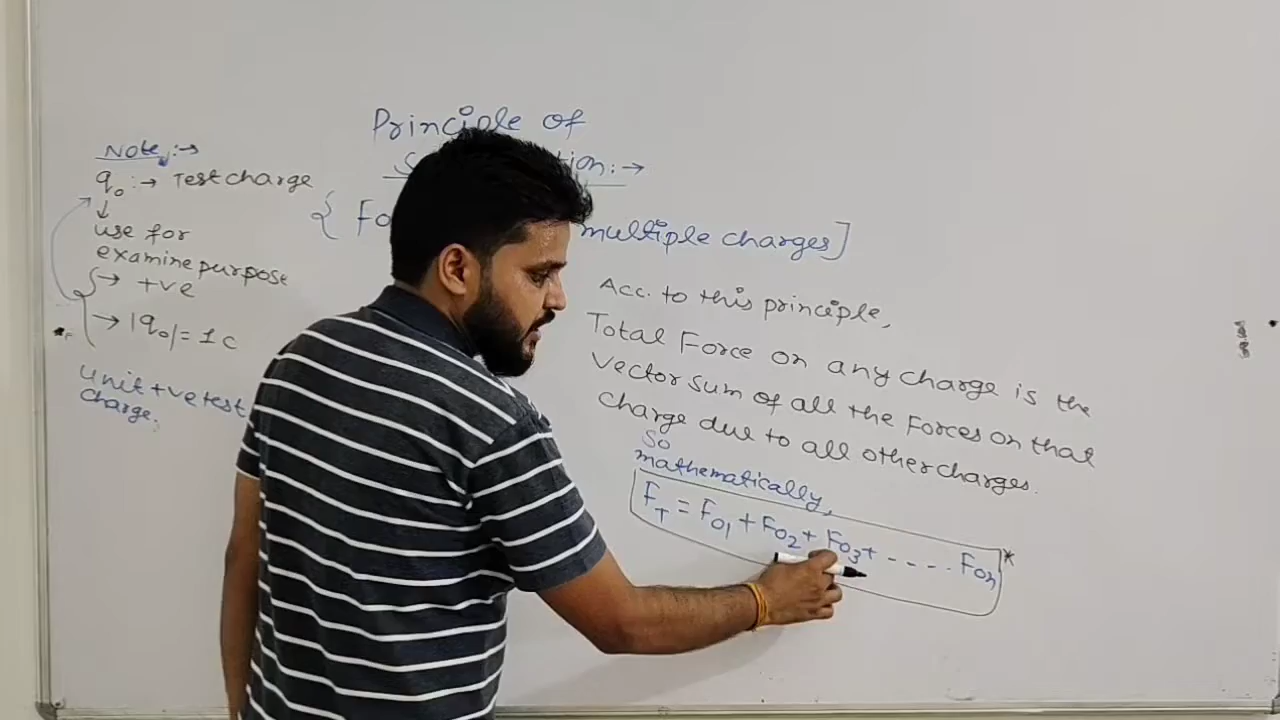 Principle of
S tion:→
{ Fo multiple charges]
Note:→
q₀:→ Test charge
↓
use for
examine purpose
→ +ve
→ |q₀|= 1 c
Unit +ve test
charge;
Acc. to this principle,
Total Force on any charge is the
Vector sum of all the Forces on that
charge due to all other charges.
So
mathematically,
F_T = F₀₁ + F₀₂ + F₀₃ + ..... F₀ₙ *